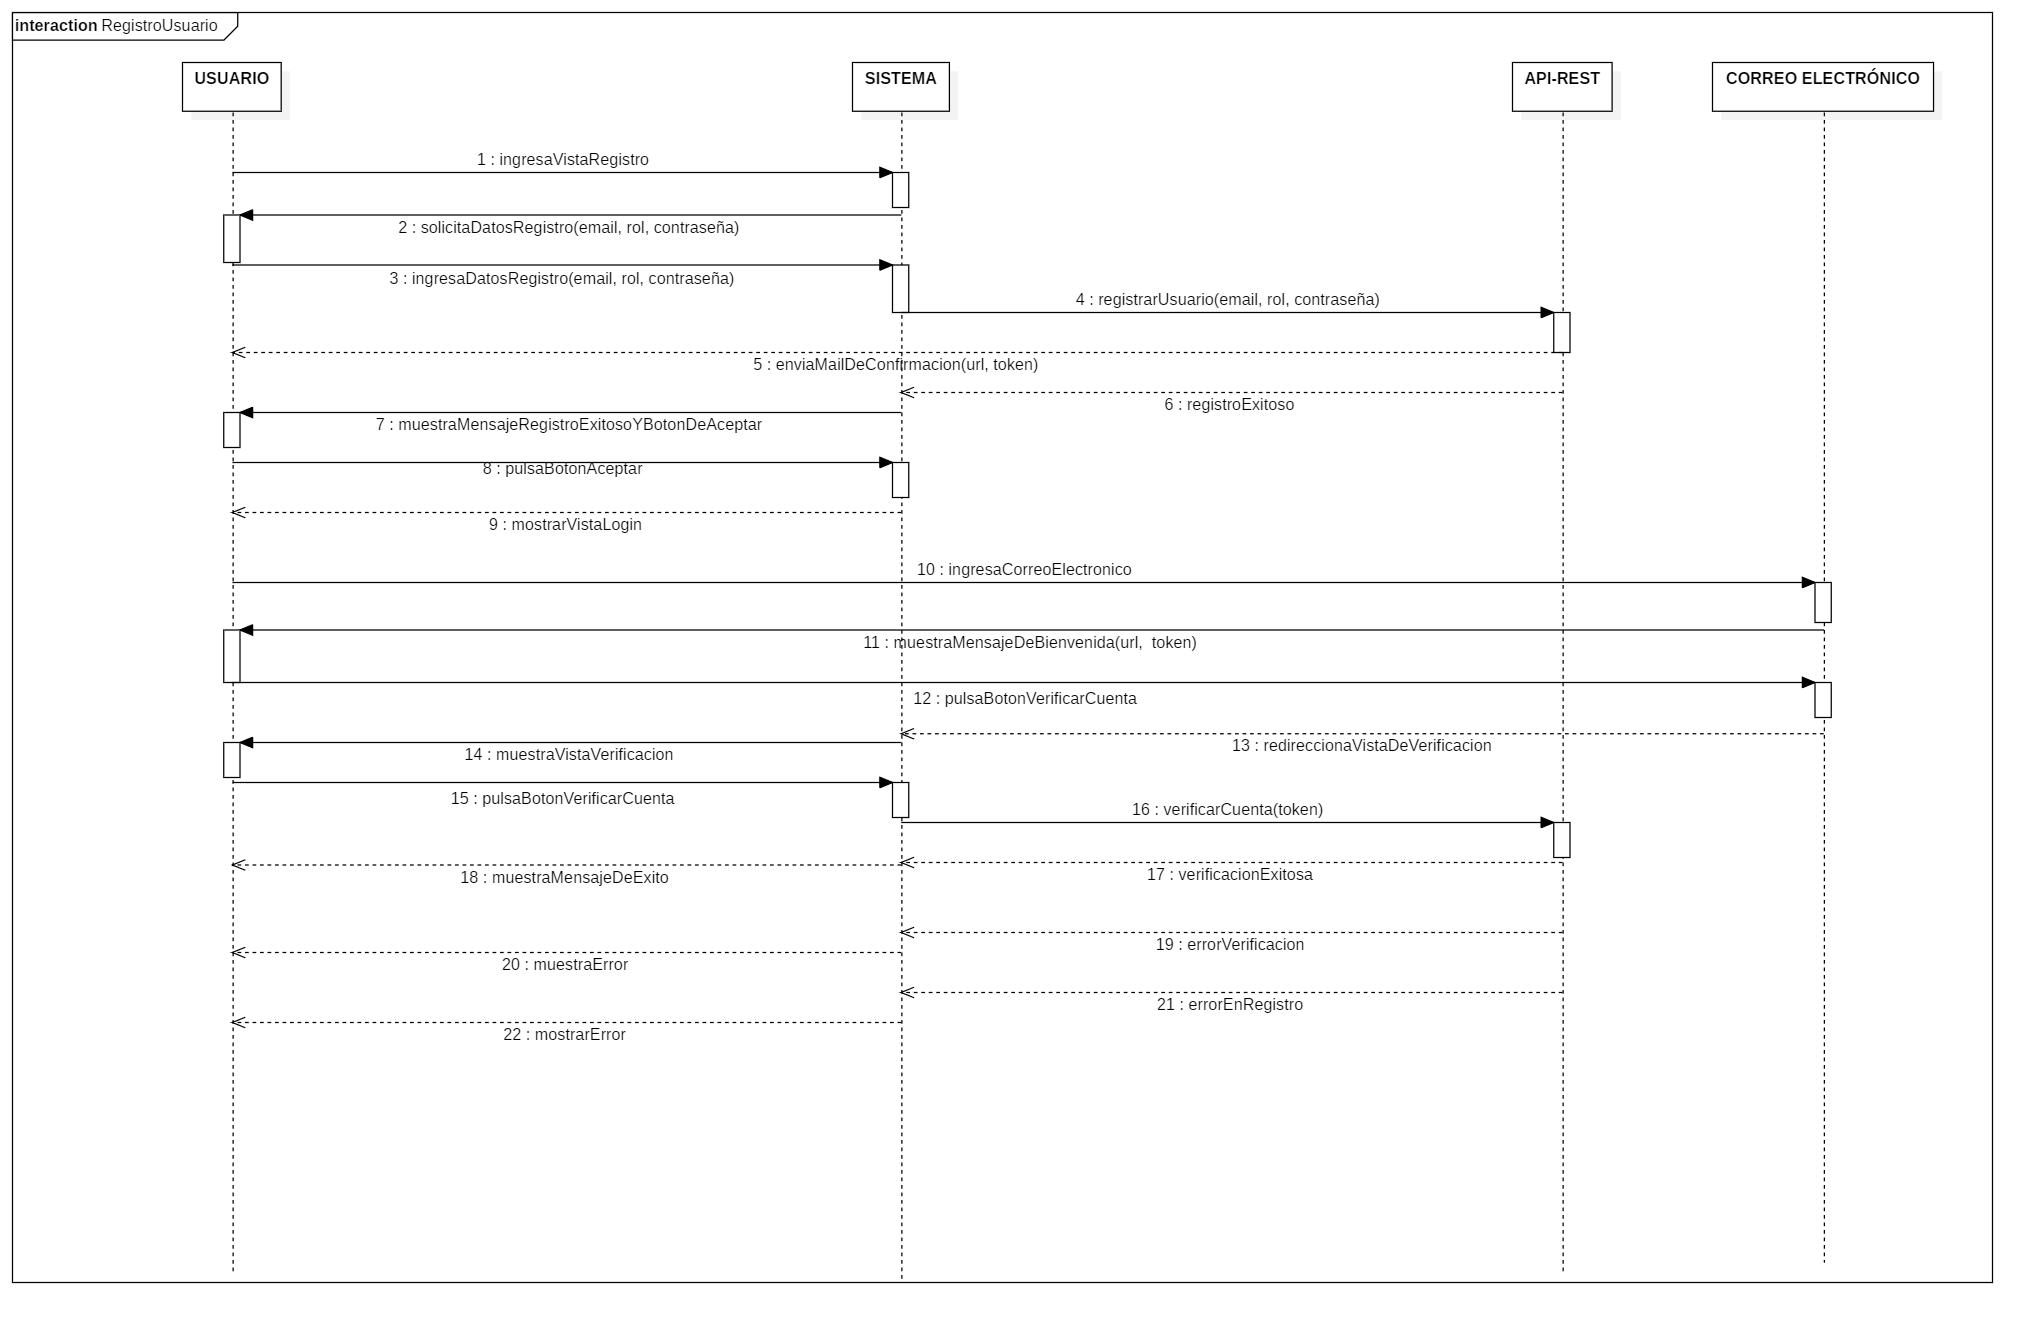 interaction RegistroUsuario
USUARIO
SISTEMA
API-REST
CORREO ELECTRÓNICO
1 : ingresaVistaRegistro
2 : solicitaDatosRegistro(email, rol, contraseña)
3 : ingresaDatosRegistro(email, rol, contraseña)
4 : registrarUsuario(email, rol, contraseña)
5 : enviaMailDeConfirmacion(url, token)
6 : registroExitoso
7 : muestraMensajeRegistroExitosoYBotonDeAceptar
8 : pulsaBotonAceptar
9 : mostrarVistaLogin
10 : ingresaCorreoElectronico
11 : muestraMensajeDeBienvenida(url,  token)
12 : pulsaBotonVerificarCuenta
13 : redireccionaVistaDeVerificacion
14 : muestraVistaVerificacion
15 : pulsaBotonVerificarCuenta
16 : verificarCuenta(token)
17 : verificacionExitosa
18 : muestraMensajeDeExito
19 : errorVerificacion
20 : muestraError
21 : errorEnRegistro
22 : mostrarError